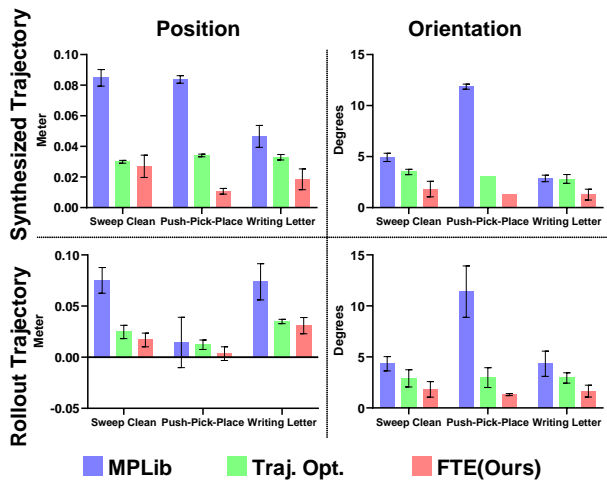 Position
Orientation
Synthesized Trajectory
Meter
0.10
0.08
0.06
0.04
0.02
0.00
Sweep Clean Push-Pick-Place Writing Letter
Degrees
15
10
5
0
Sweep Clean Push-Pick-Place Writing Letter
Rollout Trajectory
Meter
0.10
0.05
0.00
-0.05
Sweep Clean Push-Pick-Place Writing Letter
Degrees
15
10
5
0
Sweep Clean Push-Pick-Place Writing Letter
MPLib Traj. Opt. FTE(Ours)